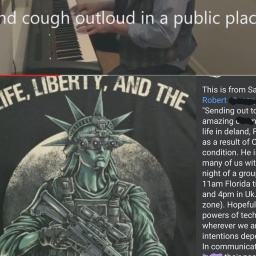 nd cough outloud in a public plac
IFE, LIBERTY, AND THE
This is from Sa
Robert
"Sending out to
amazing
life in deland, F
as a result of C
condition. He i
many of us wit
night of a grou
11am Florida t
and 4pm in Uk.
zone). Hopeful
powers of tech
wherever we ar
intentions depe
In communicat